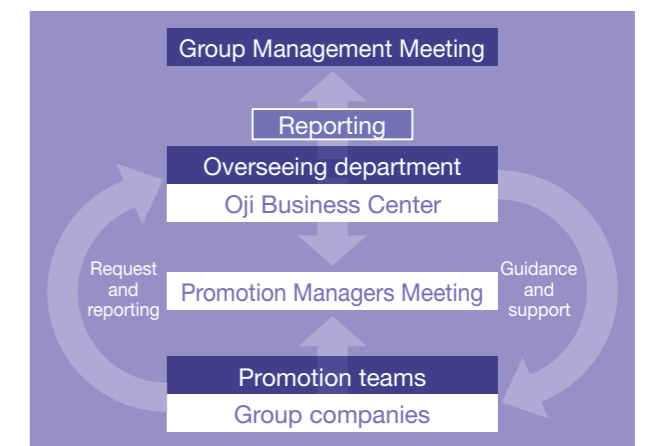 Group Management Meeting
Reporting
Overseeing department
Oji Business Center
Request
and
reporting
Promotion Managers Meeting
Guidance
and
support
Promotion teams
Group companies